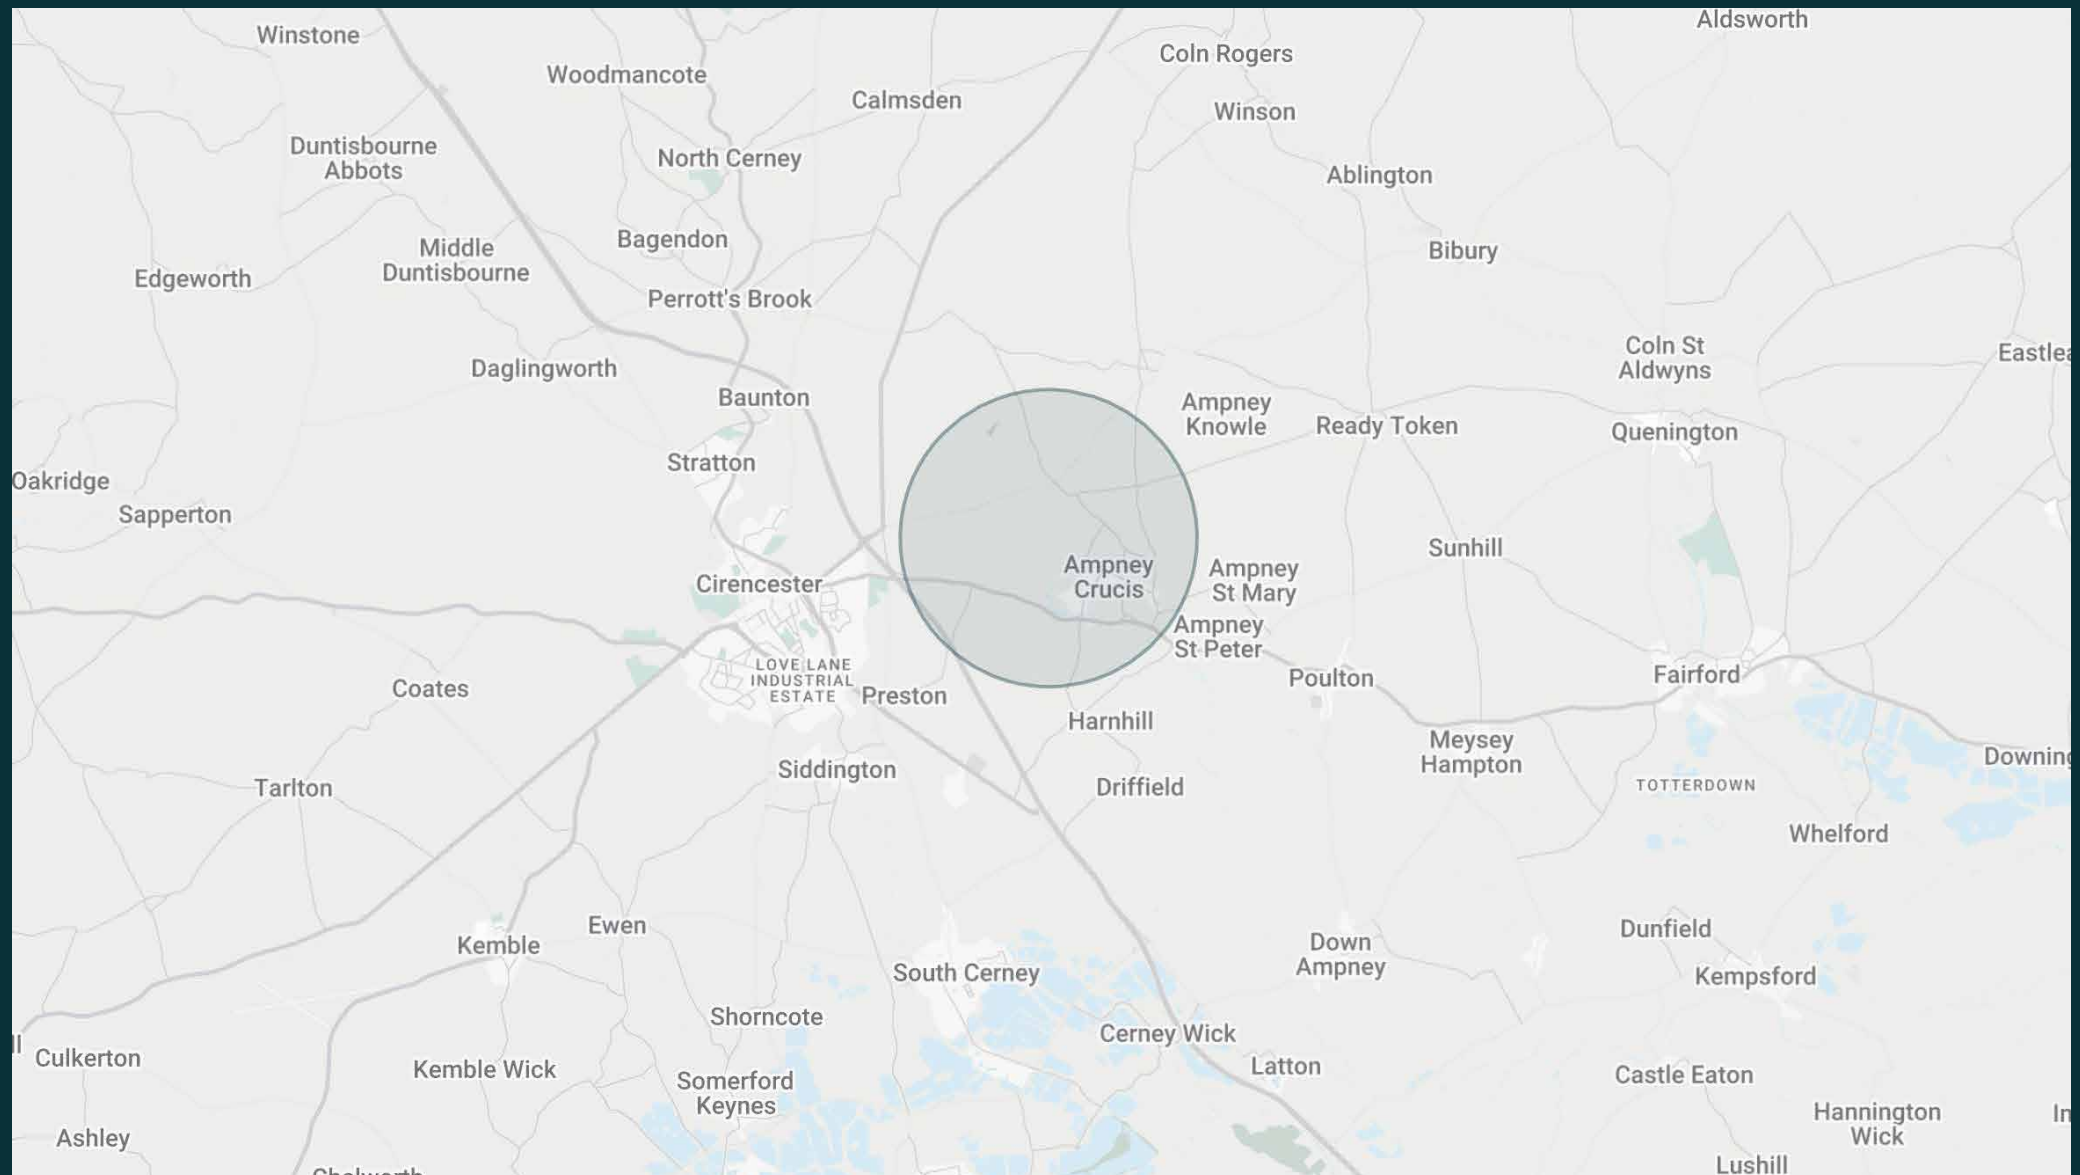 Aldsworth
Winstone
Coln Rogers
Woodmancote
Calmsden
Winson
Duntisbourne
Abbots
North Cerney
Ablington
Bagendon
Middle
Duntisbourne
Bibury
Edgeworth
Perrott's Brook
Coln St
Aldwyns
Eastlea
Daglingworth
Baunton
Ampney
Knowle
Ready Token
Quenington
Stratton
Oakridge
Sapperton
Sunhill
Ampney
Crucis
Ampney
St Mary
Cirencester
Ampney
St Peter
LOVE LANE
INDUSTRIAL
ESTATE
Preston
Poulton
Fairford
Coates
Harnhill
Meysey
Hampton
Downing
Siddington
Tarlton
Driffield
TOTTERDOWN
Whelford
Ewen
Kemble
Down
Ampney
Dunfield
South Cerney
Kempsford
Shorncote
Cerney Wick
ll
Culkerton
Kemble Wick
Latton
Somerford
Keynes
Castle Eaton
Hannington
Wick
In
Ashley
Lushill